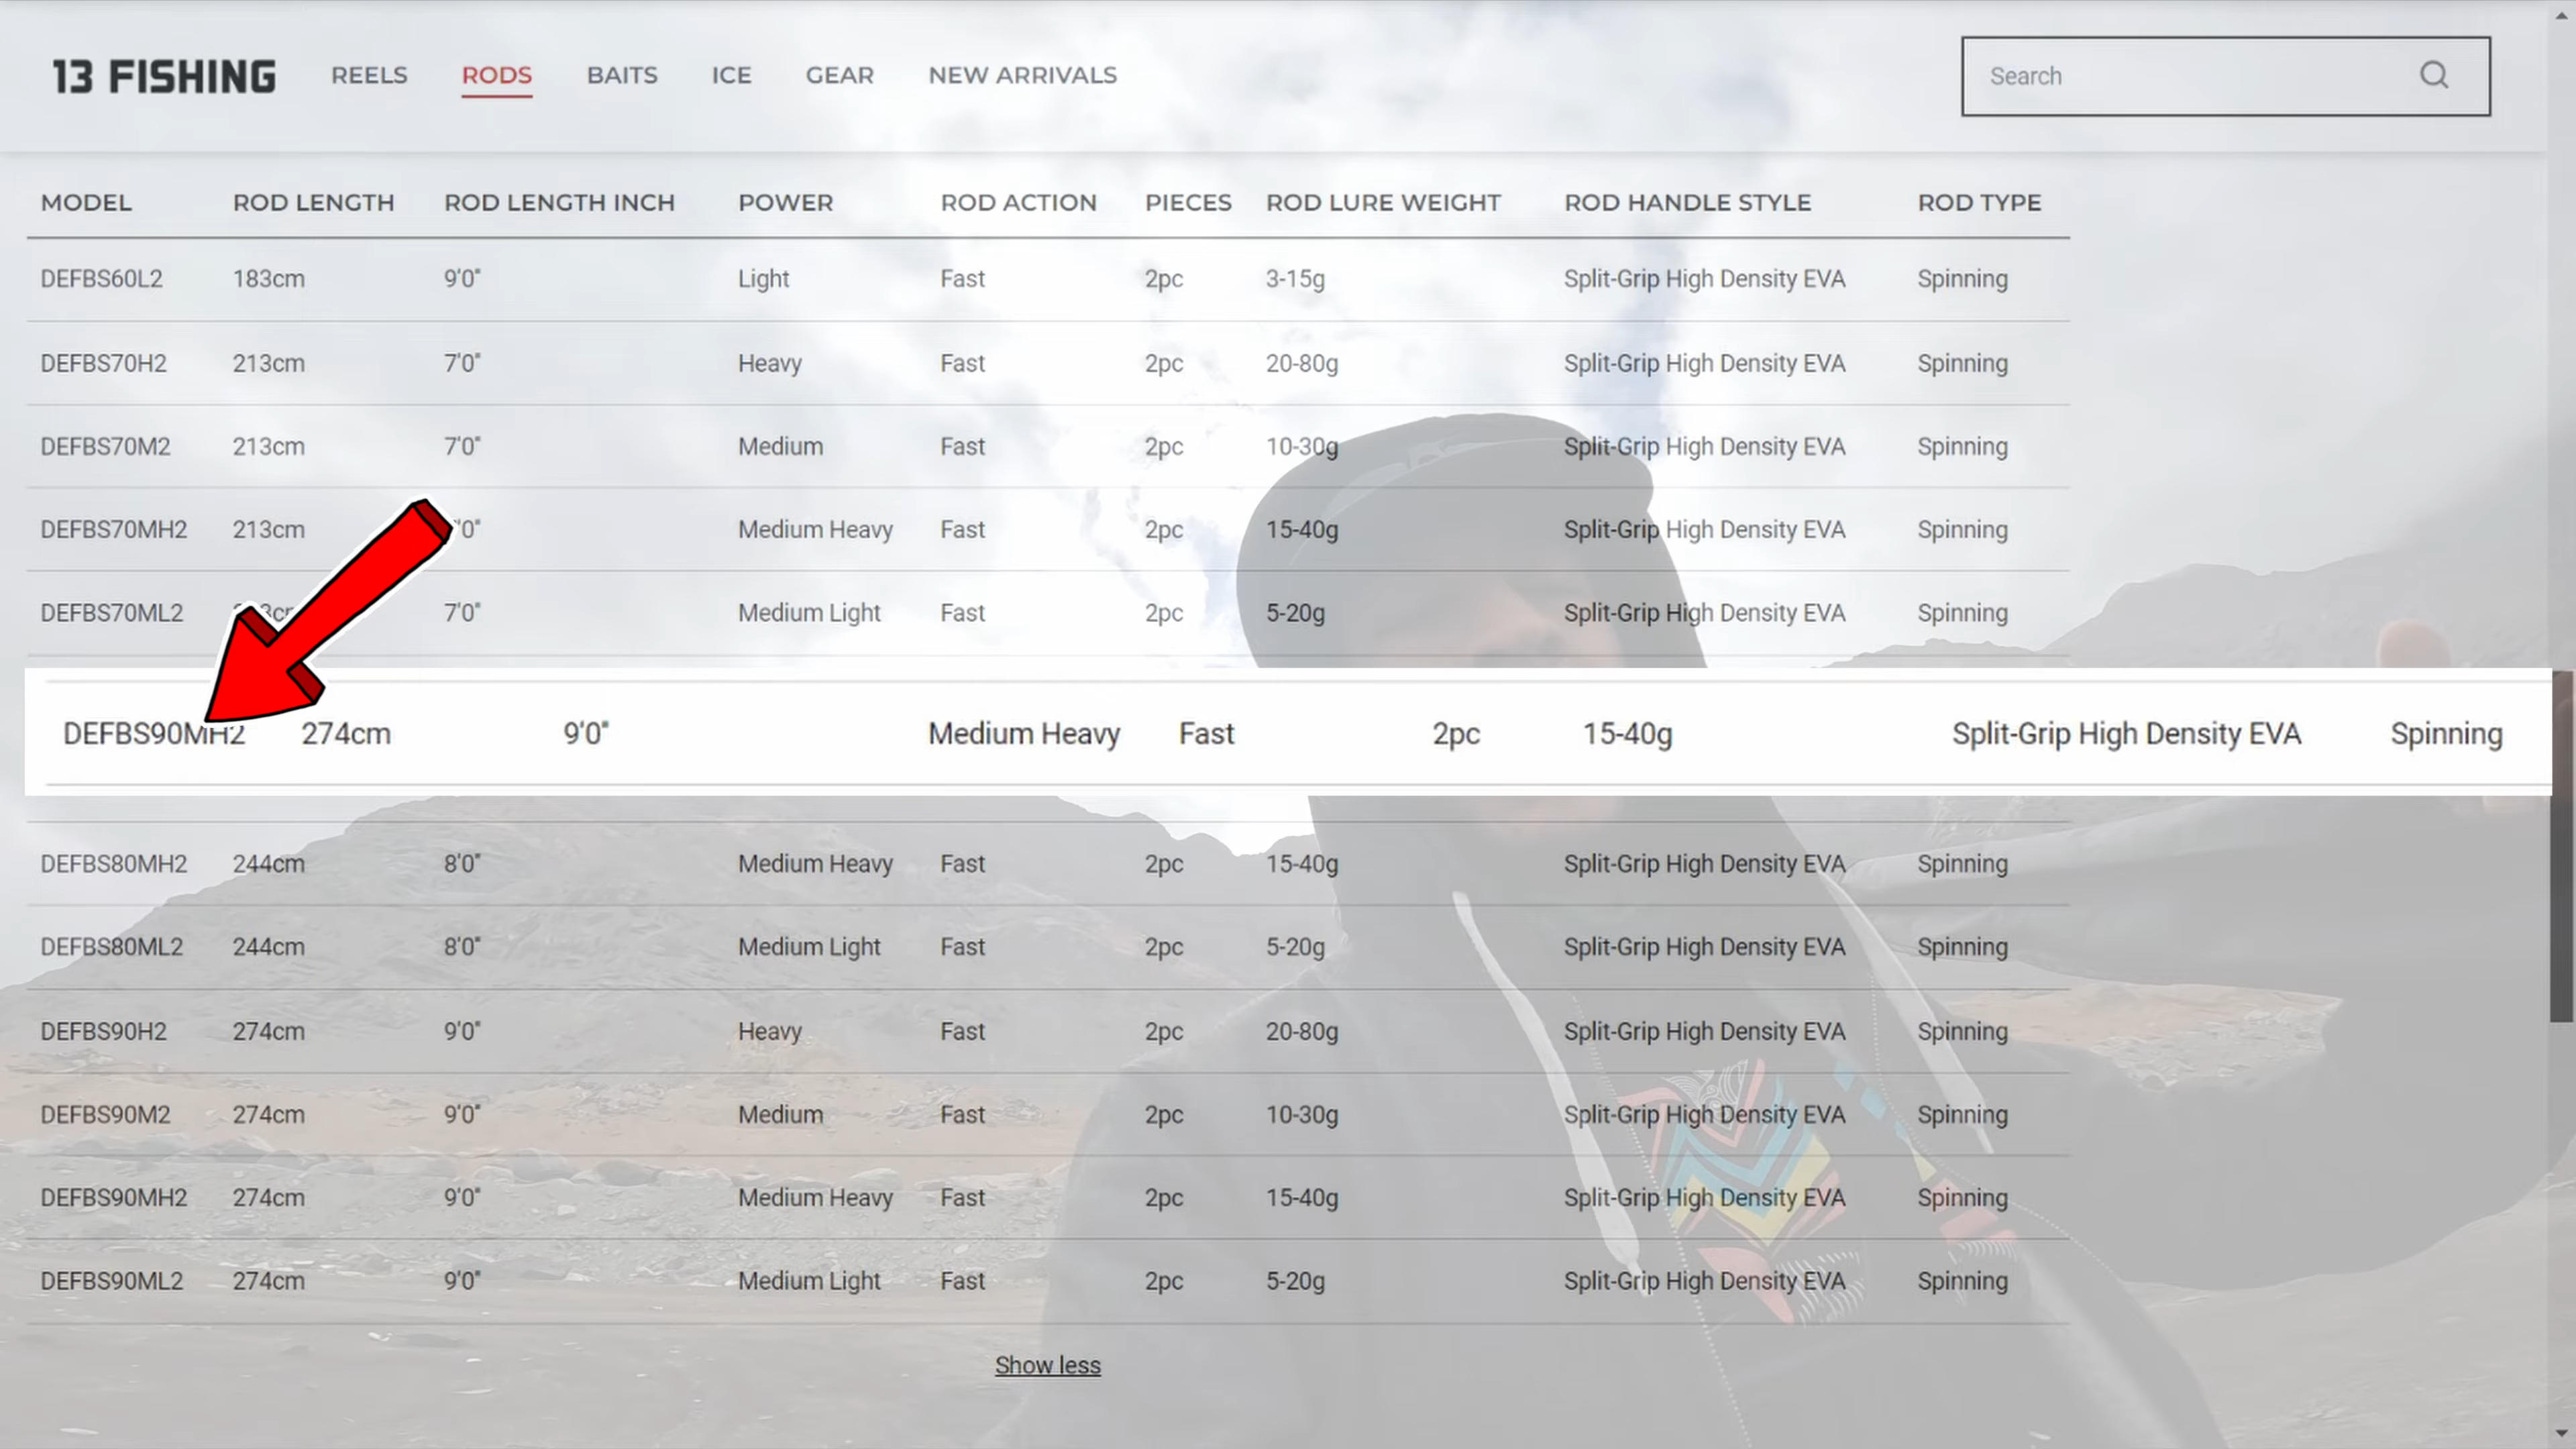 13 FISHING REELS RODS BAITS ICE GEAR NEW ARRIVALS Search
MODEL ROD LENGTH ROD LENGTH INCH POWER ROD ACTION PIECES ROD LURE WEIGHT ROD HANDLE STYLE ROD TYPE
DEFBS60L2 183cm 9'0" Light Fast 2pc 3-15g Split-Grip High Density EVA Spinning
DEFBS70H2 213cm 7'0" Heavy Fast 2pc 20-80g Split-Grip High Density EVA Spinning
DEFBS70M2 213cm 7'0" Medium Fast 2pc 10-30g Split-Grip High Density EVA Spinning
DEFBS70MH2 213cm Medium Heavy Fast 2pc 15-40g Split-Grip High Density EVA Spinning
DEFBS70ML2 7'0" Medium Light Fast 2pc 5-20g Split-Grip High Density EVA Spinning
DEFBS90MH2 274cm 9'0" Medium Heavy Fast 2pc 15-40g Split-Grip High Density EVA Spinning
DEFBS80MH2 244cm 8'0" Medium Heavy Fast 2pc 15-40g Split-Grip High Density EVA Spinning
DEFBS80ML2 244cm 8'0" Medium Light Fast 2pc 5-20g Split-Grip High Density EVA Spinning
DEFBS90H2 274cm 9'0" Heavy Fast 2pc 20-80g Split-Grip High Density EVA Spinning
DEFBS90M2 274cm 9'0" Medium Fast 2pc 10-30g Split-Grip High Density EVA Spinning
DEFBS90MH2 274cm 9'0" Medium Heavy Fast 2pc 15-40g Split-Grip High Density EVA Spinning
DEFBS90ML2 274cm 9'0" Medium Light Fast 2pc 5-20g Split-Grip High Density EVA Spinning
Show less